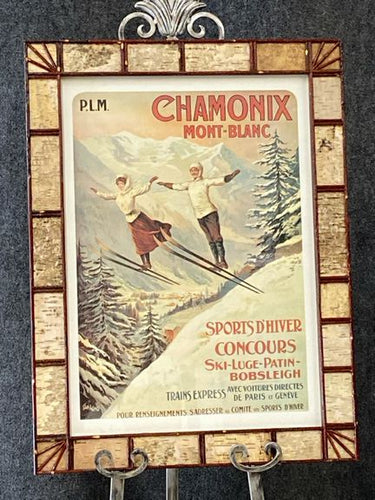 P.L.M.
CHAMONIX
MONT-BLANC
SPORTS D'HIVER
CONCOURS
SKI-LUGE-PATIN-
BOBSLEIGH
TRAINS EXPRESS AVEC VOITURES DIRECTES
DE PARIS ET GENÈVE
POUR RENSEIGNEMENTS S'ADRESSER AU COMITÉ DES SPORTS D'HIVER